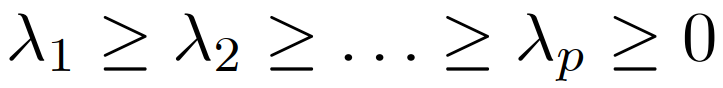 λ₁ ≥ λ₂ ≥ … ≥ λₚ ≥ 0